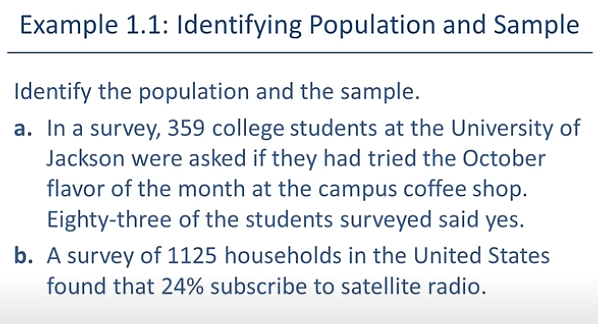 Example 1.1: Identifying Population and Sample
Identify the population and the sample.
a. In a survey, 359 college students at the University of
Jackson were asked if they had tried the October
flavor of the month at the campus coffee shop.
Eighty-three of the students surveyed said yes.
b. A survey of 1125 households in the United States
found that 24% subscribe to satellite radio.